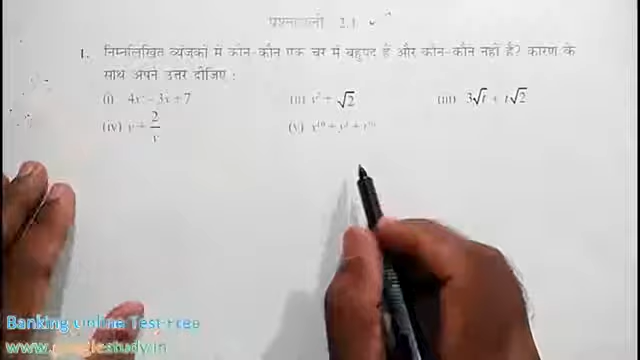 प्रश्नावली 2.1
1. निम्नलिखित व्यंजकों में कौन-कौन एक चर में बहुपद हैं और कौन-कौन नहीं हैं? कारण के
साथ अपने उत्तर दीजिए :
(i) 4x² – 3x + 7 (ii) y² + √2 (iii) 3√t + t√2
(iv) y + 2/y (v)
Banking Online Test Free